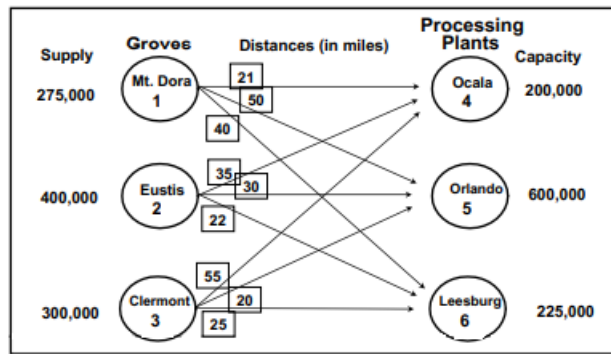 Supply Groves Distances (in miles) Processing Plants Capacity
275,000 Mt. Dora 1 21 Ocala 4 200,000
50
40
35
400,000 Eustis 2 30 Orlando 5 600,000
22
55
300,000 Clermont 3 20 Leesburg 6 225,000
25